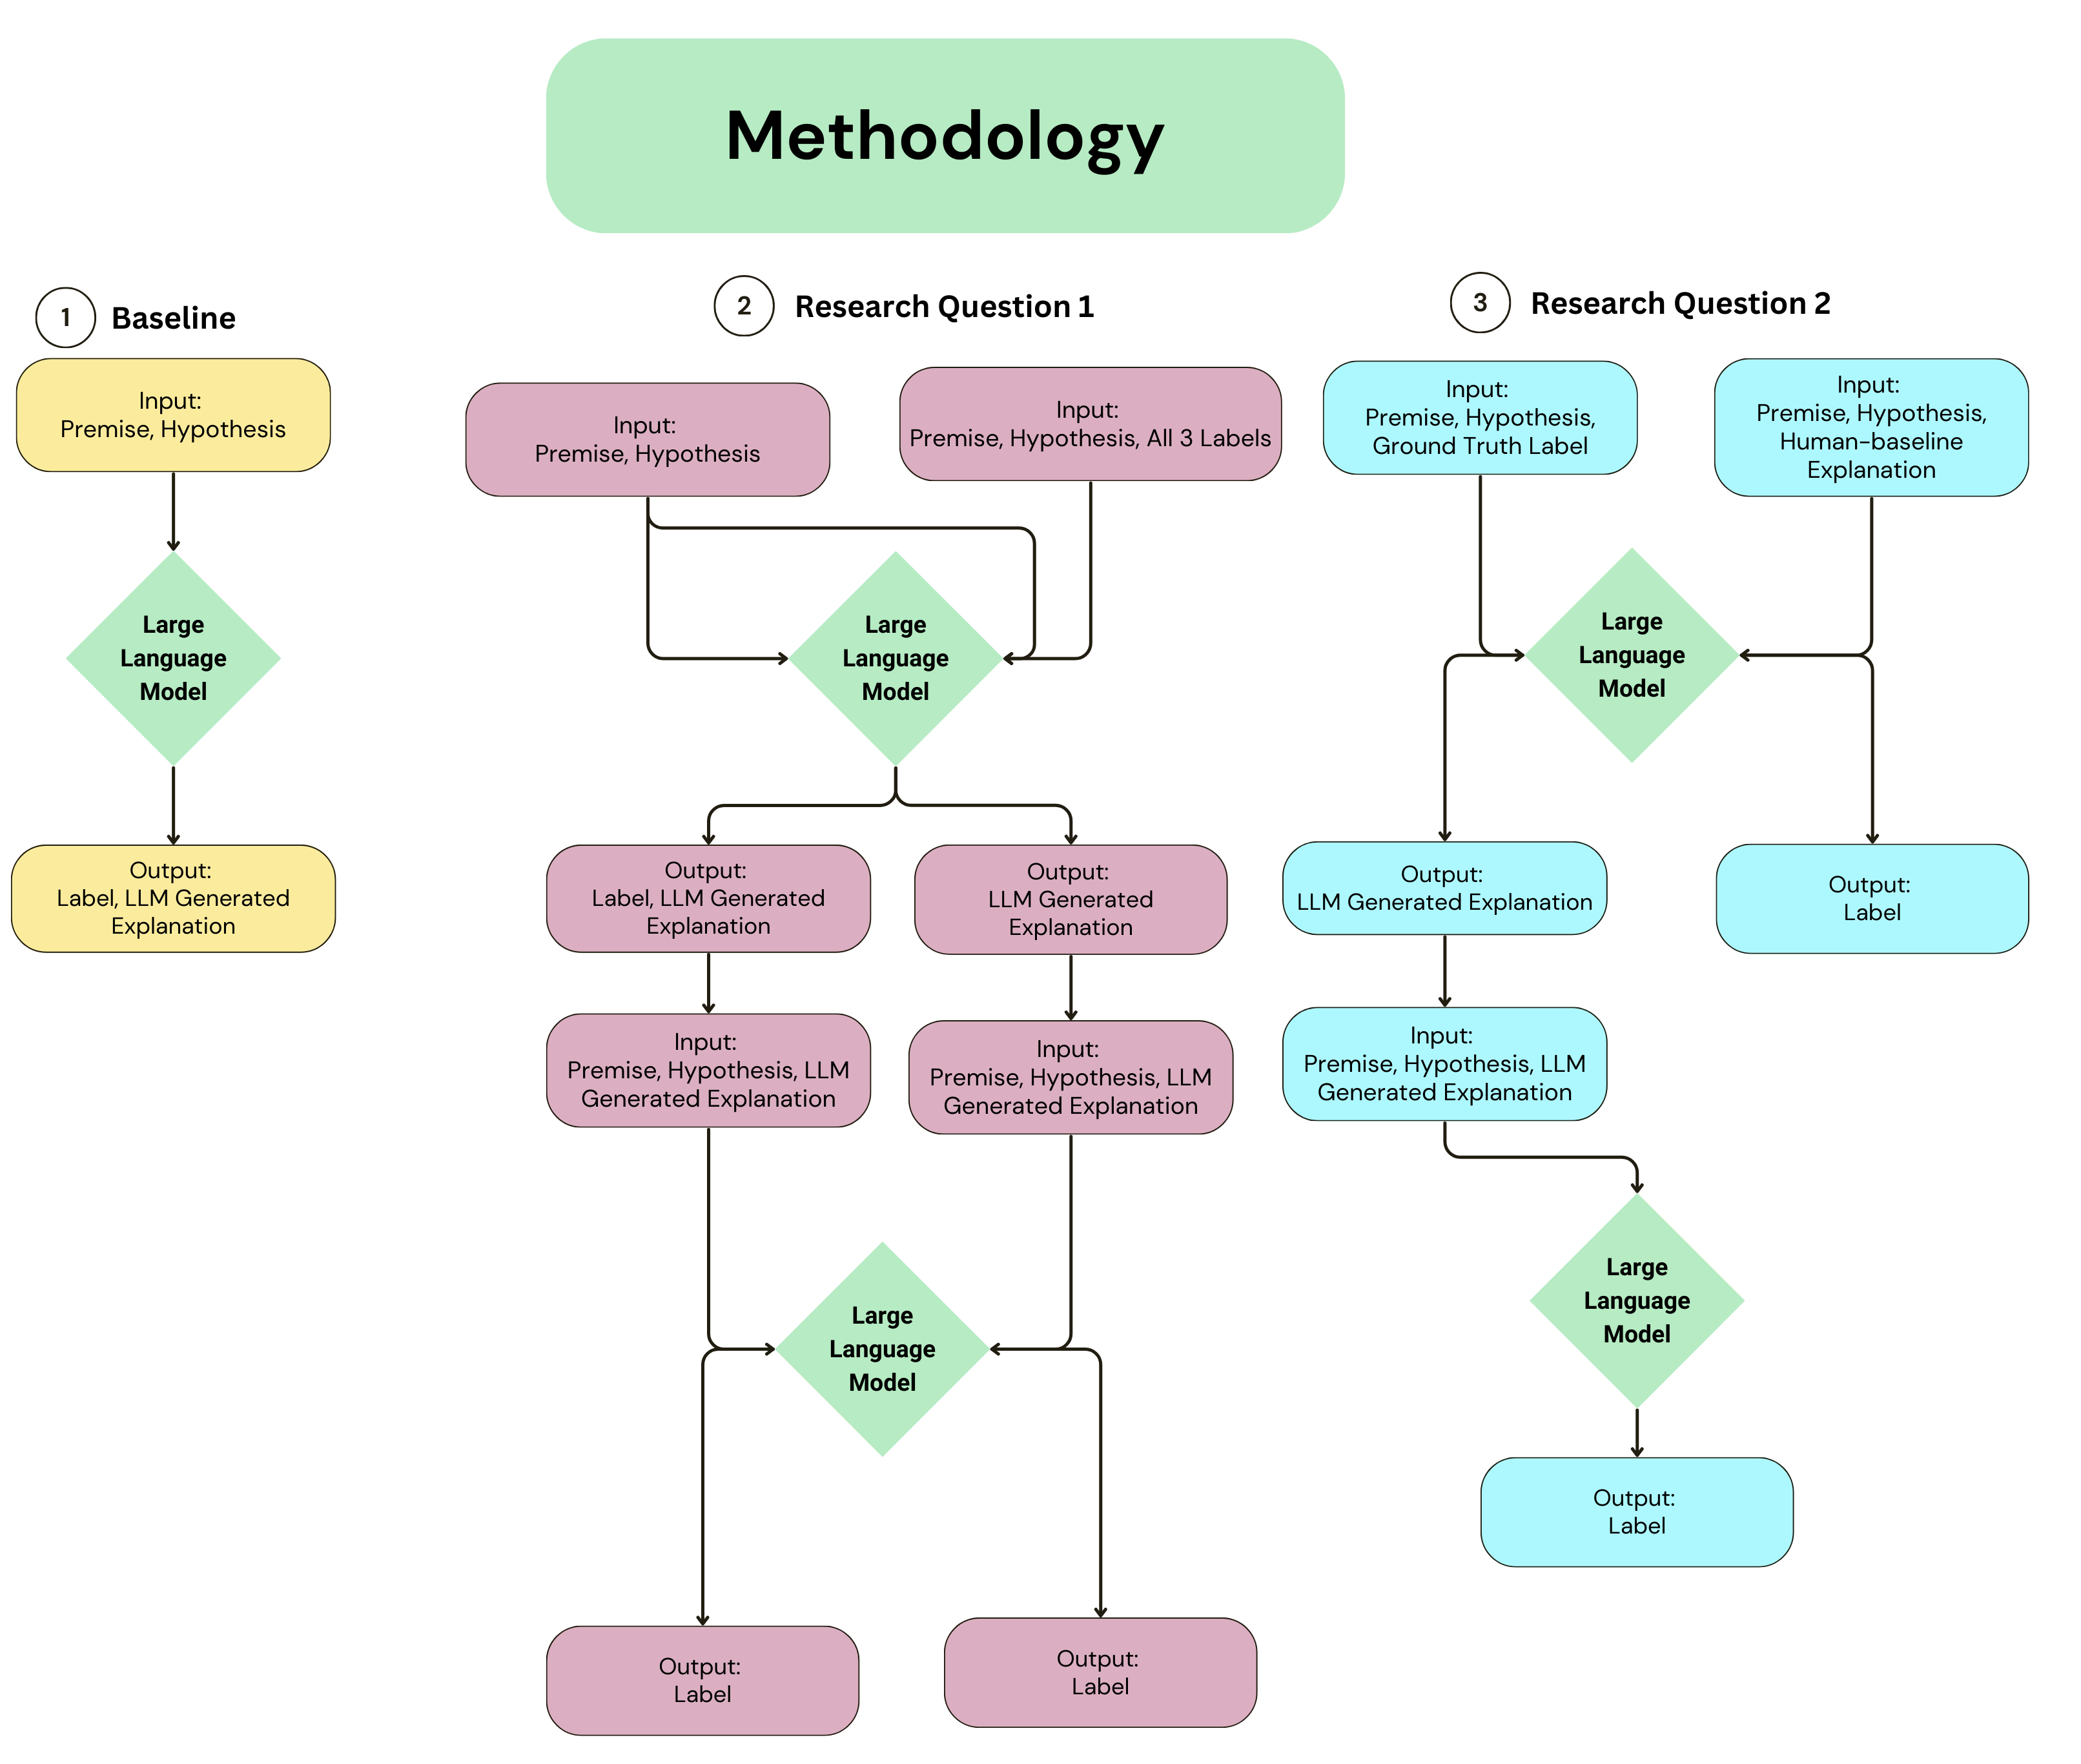 Methodology
1
Baseline
Input:
Premise, Hypothesis
Large
Language
Model
Output:
Label, LLM Generated
Explanation
2
Research Question 1
Input:
Premise, Hypothesis
Input:
Premise, Hypothesis, All 3 Labels
Large
Language
Model
Output:
Label, LLM Generated
Explanation
Output:
LLM Generated
Explanation
Input:
Premise, Hypothesis, LLM
Generated Explanation
Input:
Premise, Hypothesis, LLM
Generated Explanation
Large
Language
Model
Output:
Label
Output:
Label
3
Research Question 2
Input:
Premise, Hypothesis,
Ground Truth Label
Input:
Premise, Hypothesis,
Human-baseline
Explanation
Large
Language
Model
Output:
LLM Generated Explanation
Output:
Label
Input:
Premise, Hypothesis, LLM
Generated Explanation
Large
Language
Model
Output:
Label